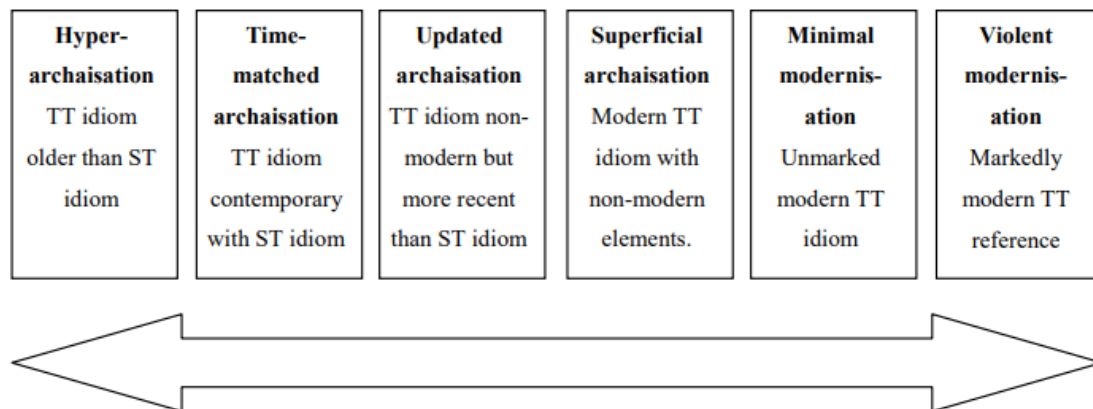 Hyper-
archaisation
TT idiom
older than ST
idiom
Time-
matched
archaisation
TT idiom
contemporary
with ST idiom
Updated
archaisation
TT idiom non-
modern but
more recent
than ST idiom
Superficial
archaisation
Modern TT
idiom with
non-modern
elements.
Minimal
modernis-
ation
Unmarked
modern TT
idiom
Violent
modernis-
ation
Markedly
modern TT
reference